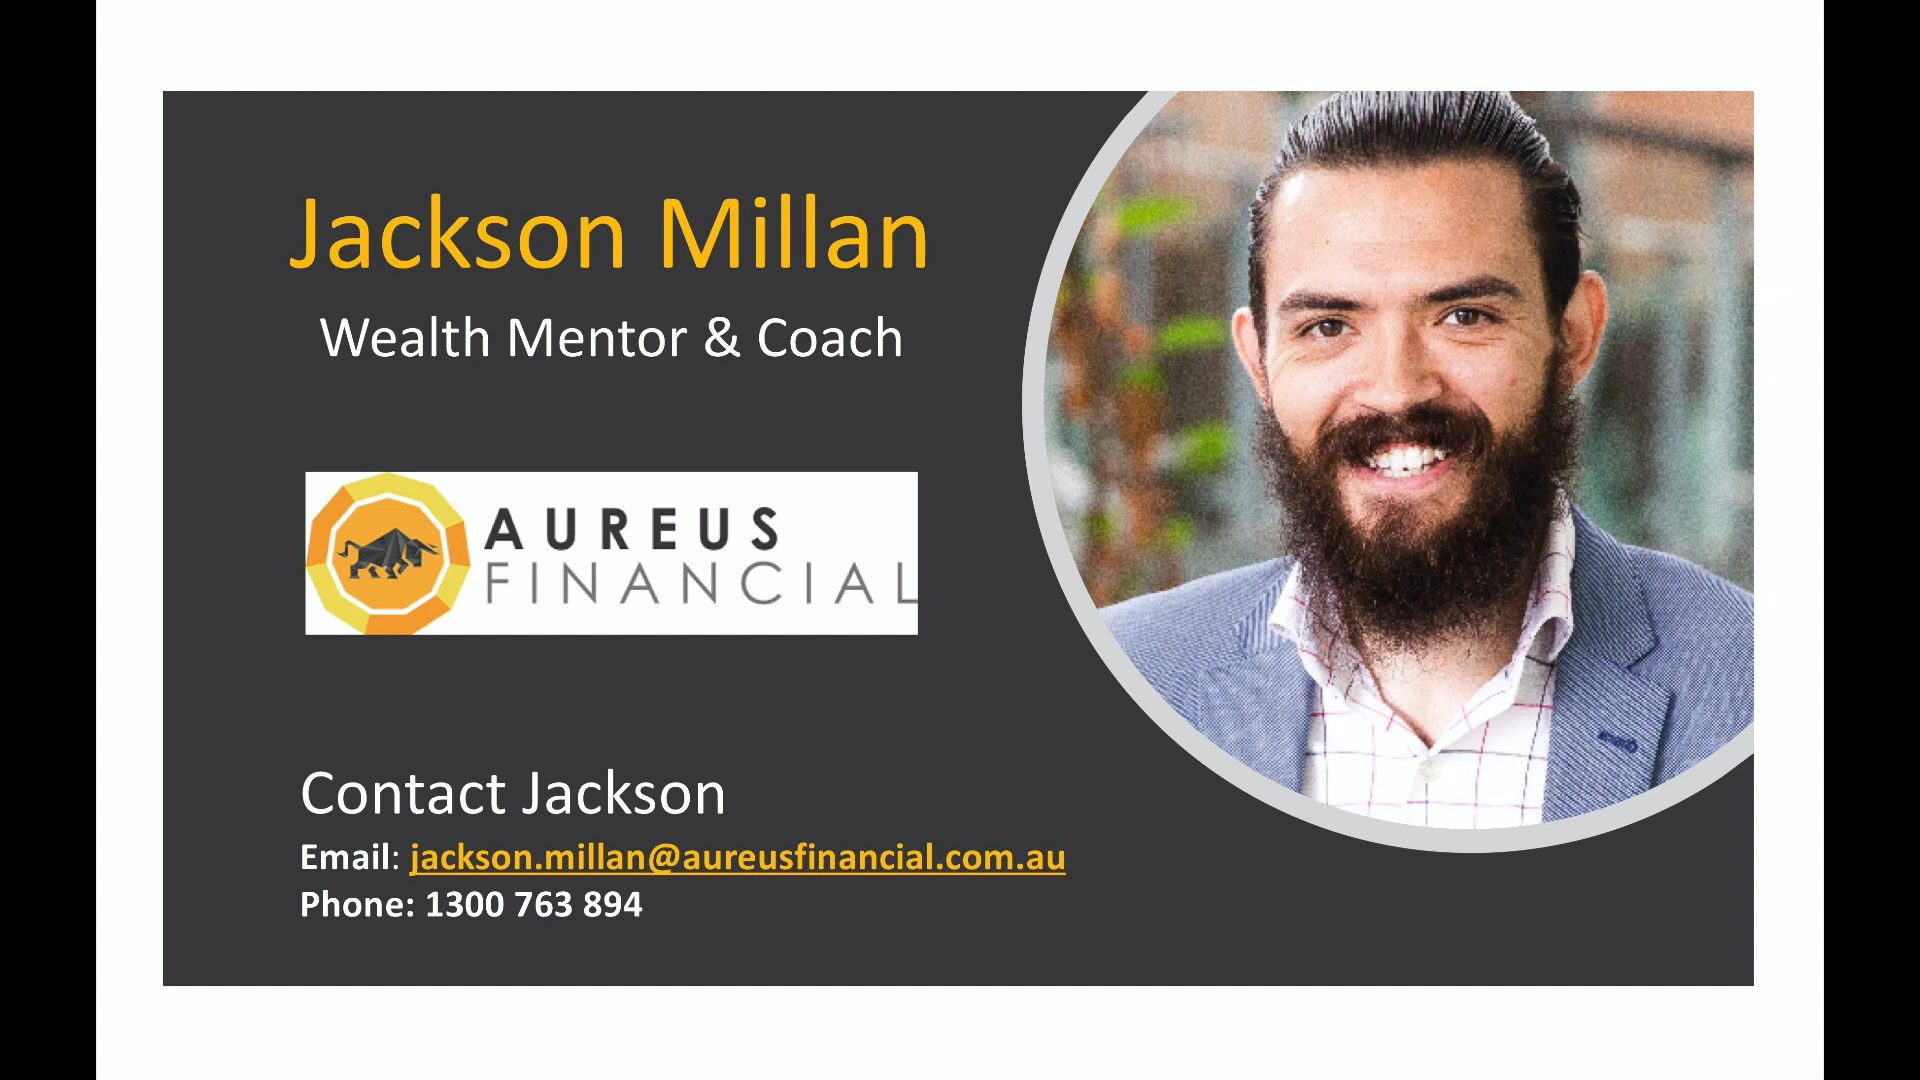 Jackson Millan
Wealth Mentor & Coach
AUREUS
FINANCIAL
Contact Jackson
Email: jackson.millan@aureusfinancial.com.au
Phone: 1300 763 894